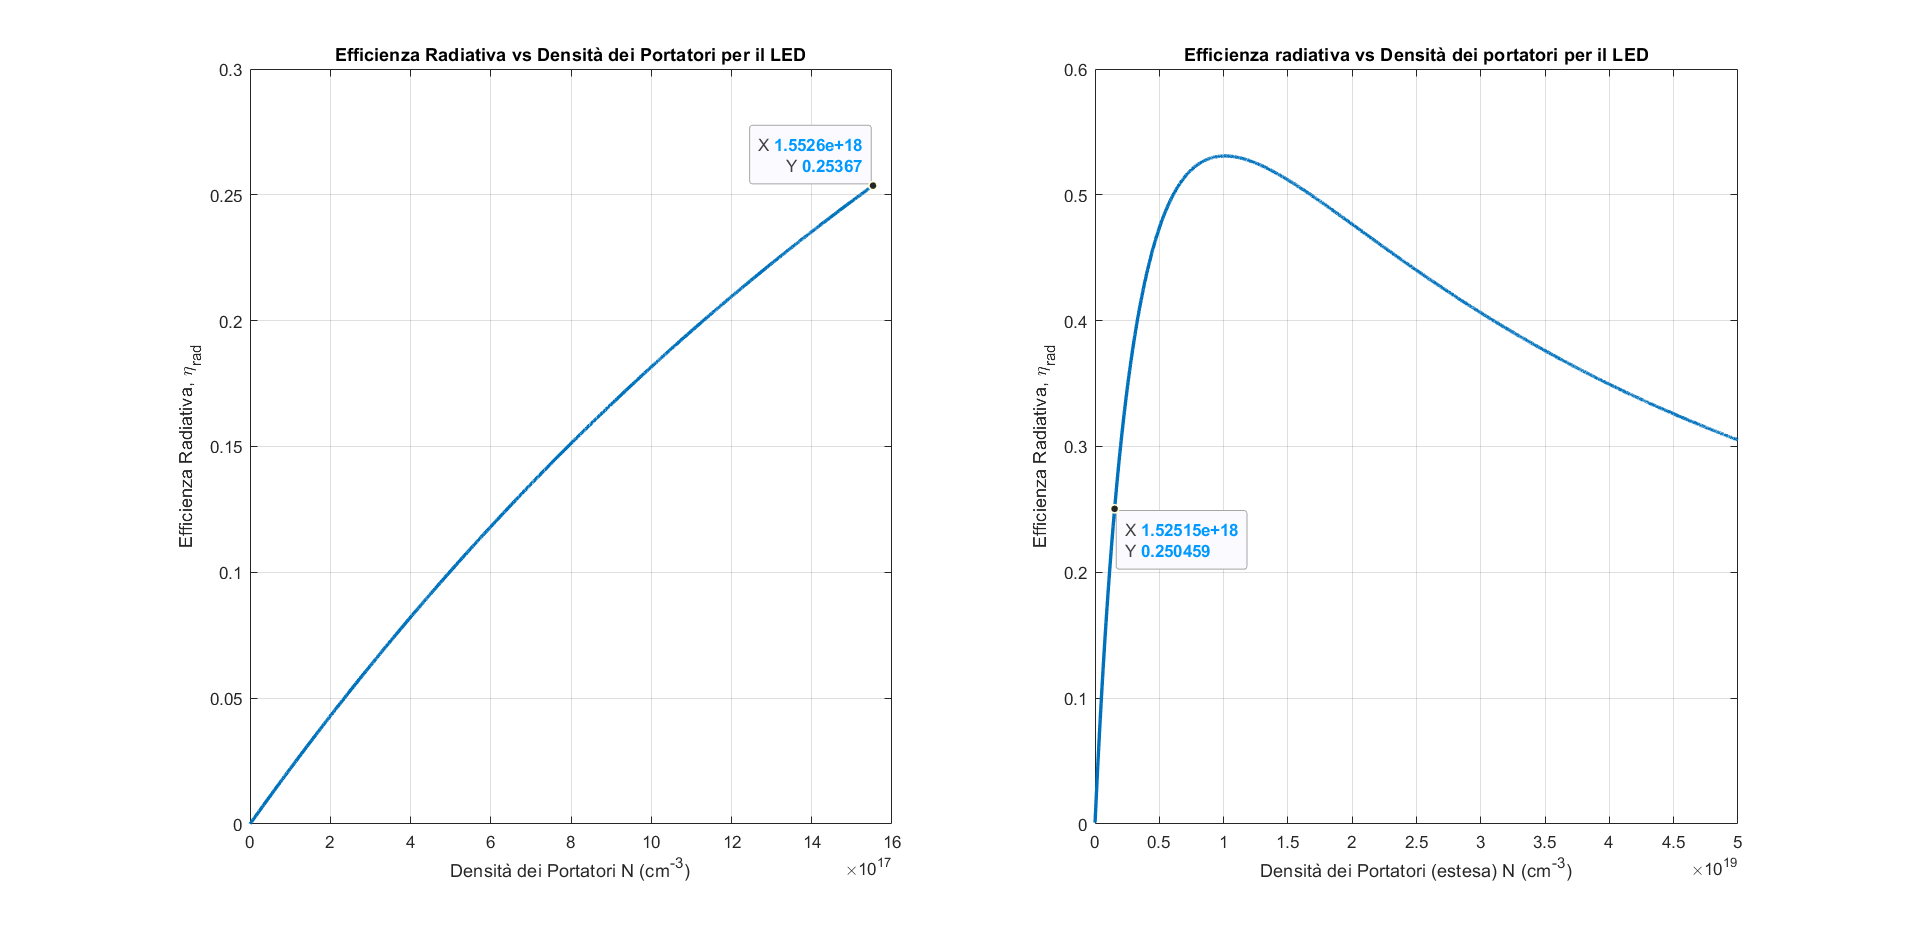 Efficienza Radiativa vs Densità dei Portatori per il LED
0.3
0.25
0.2
0.15
0.1
0.05
0
X 1.5526e+18
Y 0.25367
Efficienza Radiativa, η_rad
0 2 4 6 8 10 12 14 16
×10^17
Densità dei Portatori N (cm^-3)
Efficienza radiativa vs Densità dei portatori per il LED
0.6
0.5
0.4
0.3
0.2
0.1
0
X 1.52515e+18
Y 0.250459
Efficienza Radiativa, η_rad
0 0.5 1 1.5 2 2.5 3 3.5 4 4.5 5
×10^19
Densità dei Portatori (estesa) N (cm^-3)